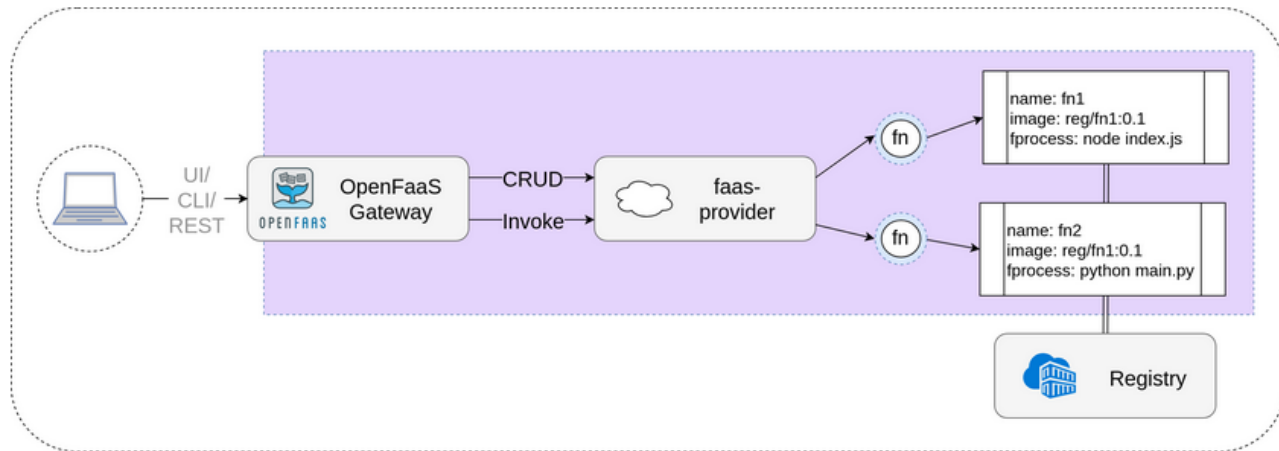 UI/
CLI/
REST
OPENFAAS
OpenFaaS
Gateway
CRUD
Invoke
faas-
provider
fn
fn
name: fn1
image: reg/fn1:0.1
fprocess: node index.js
name: fn2
image: reg/fn1:0.1
fprocess: python main.py
Registry